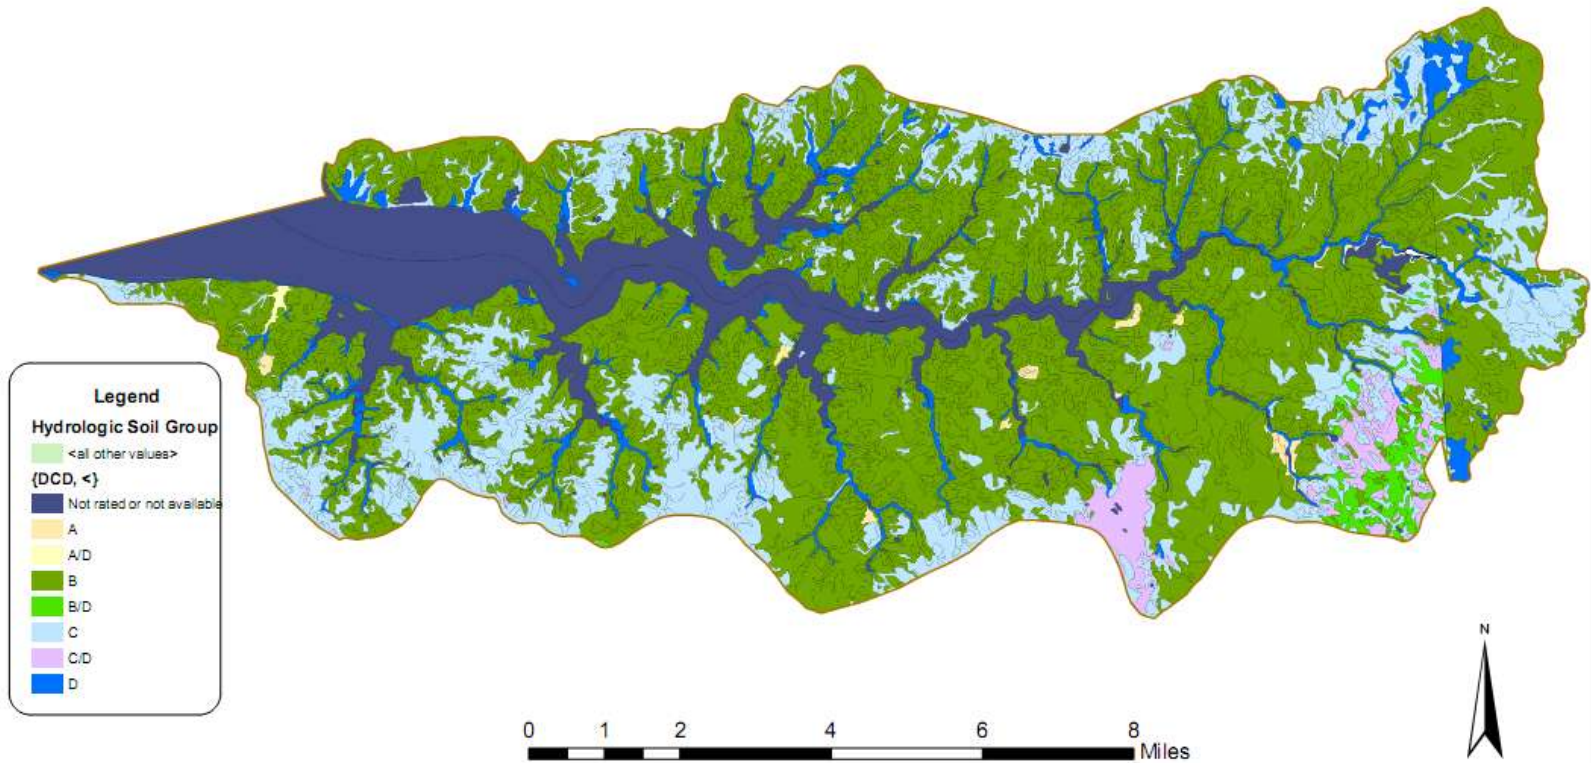 Legend
Hydrologic Soil Group
<all other values>
{DCD, <}
Not rated or not available
A
A/D
B
B/D
C
C/D
D
N
0 1 2 4 6 8
Miles